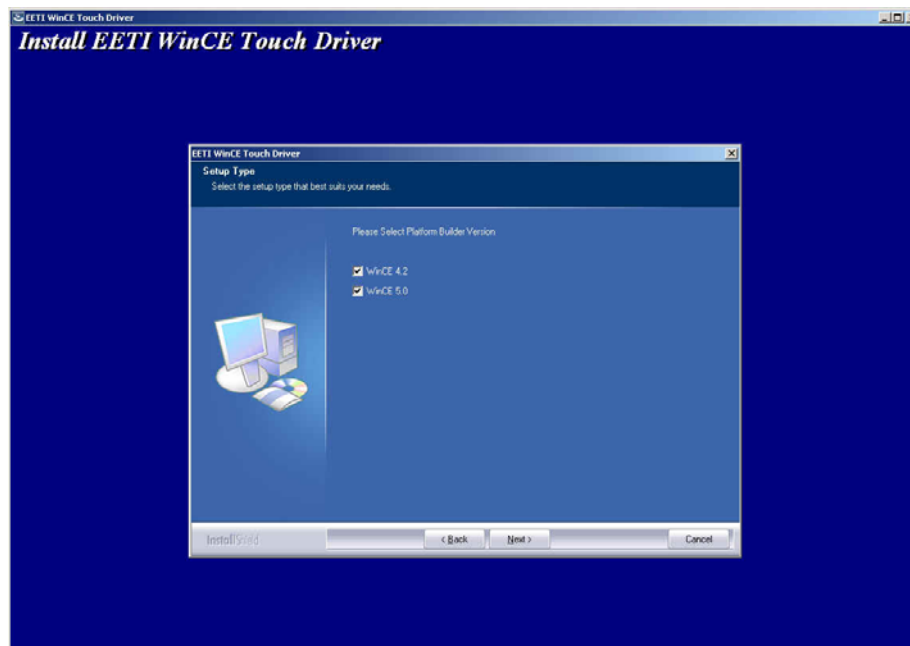 EETI WinCE Touch Driver
Install EETI WinCE Touch Driver
EETI WinCE Touch Driver
Setup Type
Select the setup type that best suits your needs.
Please Select Platform Builder Version
WinCE 4.2
WinCE 5.0
InstallShield
< Back Next > Cancel